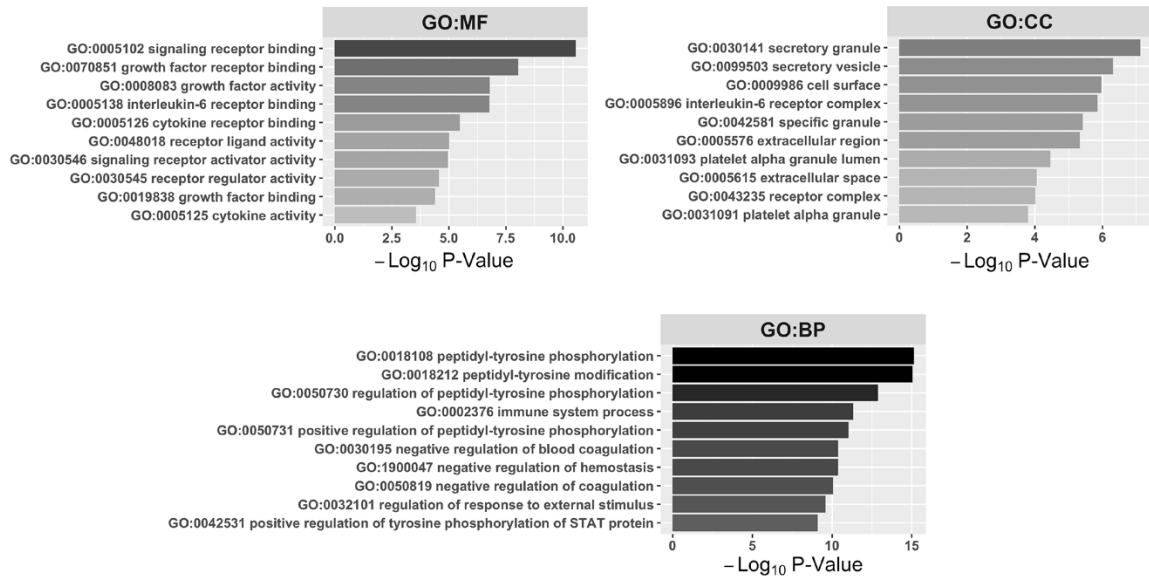 GO:MF
GO:0005102 signaling receptor binding
GO:0070851 growth factor receptor binding
GO:0008083 growth factor activity
GO:0005138 interleukin-6 receptor binding
GO:0005126 cytokine receptor binding
GO:0048018 receptor ligand activity
GO:0030546 signaling receptor activator activity
GO:0030545 receptor regulator activity
GO:0019838 growth factor binding
GO:0005125 cytokine activity
0.0 2.5 5.0 7.5 10.0
−Log₁₀ P-Value
GO:CC
GO:0030141 secretory granule
GO:0099503 secretory vesicle
GO:0009986 cell surface
GO:0005896 interleukin-6 receptor complex
GO:0042581 specific granule
GO:0005576 extracellular region
GO:0031093 platelet alpha granule lumen
GO:0005615 extracellular space
GO:0043235 receptor complex
GO:0031091 platelet alpha granule
0 2 4 6
−Log₁₀ P-Value
GO:BP
GO:0018108 peptidyl-tyrosine phosphorylation
GO:0018212 peptidyl-tyrosine modification
GO:0050730 regulation of peptidyl-tyrosine phosphorylation
GO:0002376 immune system process
GO:0050731 positive regulation of peptidyl-tyrosine phosphorylation
GO:0030195 negative regulation of blood coagulation
GO:1900047 negative regulation of hemostasis
GO:0050819 negative regulation of coagulation
GO:0032101 regulation of response to external stimulus
GO:0042531 positive regulation of tyrosine phosphorylation of STAT protein
0 5 10 15
−Log₁₀ P-Value